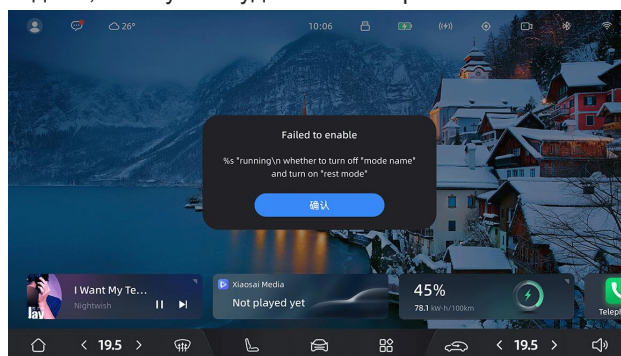 26°
10:06
Failed to enable
%s "running\n whether to turn off "mode name"
and turn on "rest mode"
确认
I Want My Te...
Nightwish
Xiaosai Media
Not played yet
45%
78.1 kw·h/100km
19.5
19.5